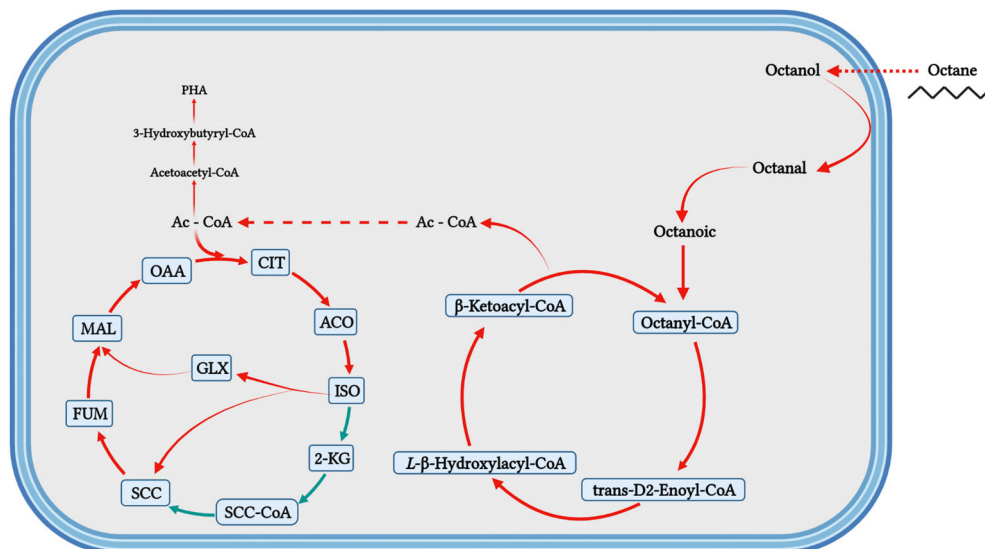 Octanol
Octane
PHA
3-Hydroxybutyryl-CoA
Acetoacetyl-CoA
Octanal
Ac - CoA
Ac - CoA
Octanoic
OAA
CIT
β-Ketoacyl-CoA
Octanyl-CoA
MAL
ACO
GLX
ISO
FUM
2-KG
L-β-Hydroxylacyl-CoA
trans-D2-Enoyl-CoA
SCC
SCC-CoA